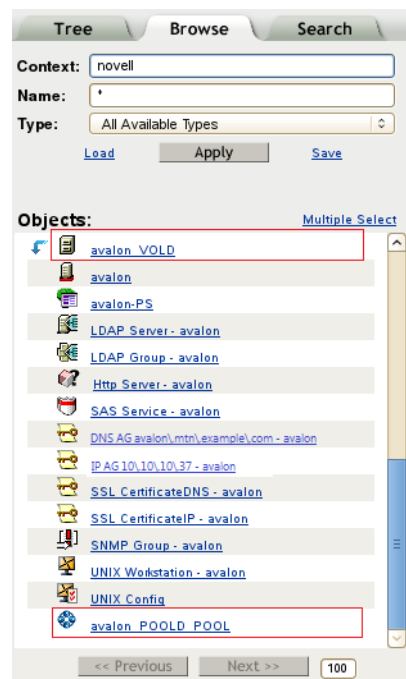 Tree Browse Search
Context: novell
Name: *
Type: All Available Types
Load Apply Save
Objects: Multiple Select
avalon_VOLD
avalon
avalon-PS
LDAP Server - avalon
LDAP Group - avalon
Http Server - avalon
SAS Service - avalon
DNS AG avalon\.mtn\.example\.com - avalon
IP AG 10\.10\.10\.37 - avalon
SSL CertificateDNS - avalon
SSL CertificateIP - avalon
SNMP Group - avalon
UNIX Workstation - avalon
UNIX Config
avalon_POOLD_POOL
<< Previous Next >> 100